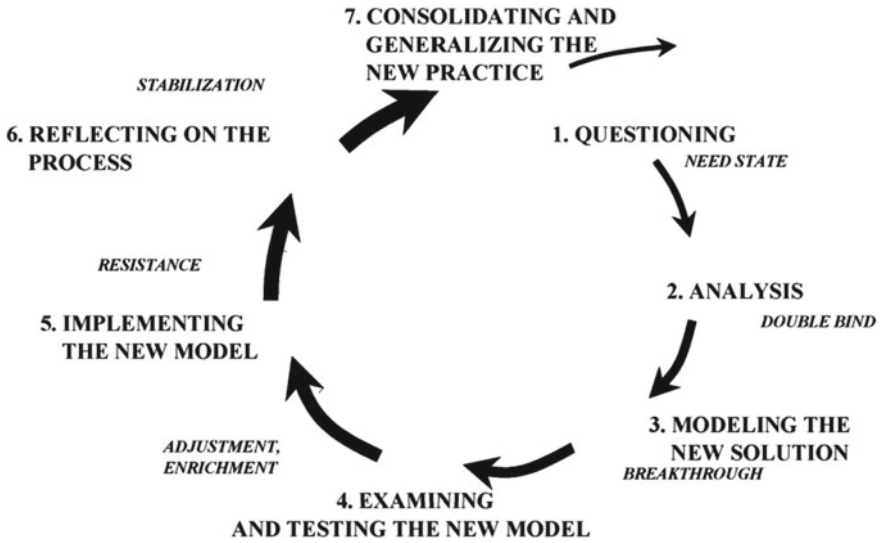 7. CONSOLIDATING AND
GENERALIZING THE
NEW PRACTICE
STABILIZATION
6. REFLECTING ON THE
PROCESS
1. QUESTIONING
NEED STATE
RESISTANCE
2. ANALYSIS
DOUBLE BIND
5. IMPLEMENTING
THE NEW MODEL
3. MODELING THE
NEW SOLUTION
BREAKTHROUGH
ADJUSTMENT,
ENRICHMENT
4. EXAMINING
AND TESTING THE NEW MODEL